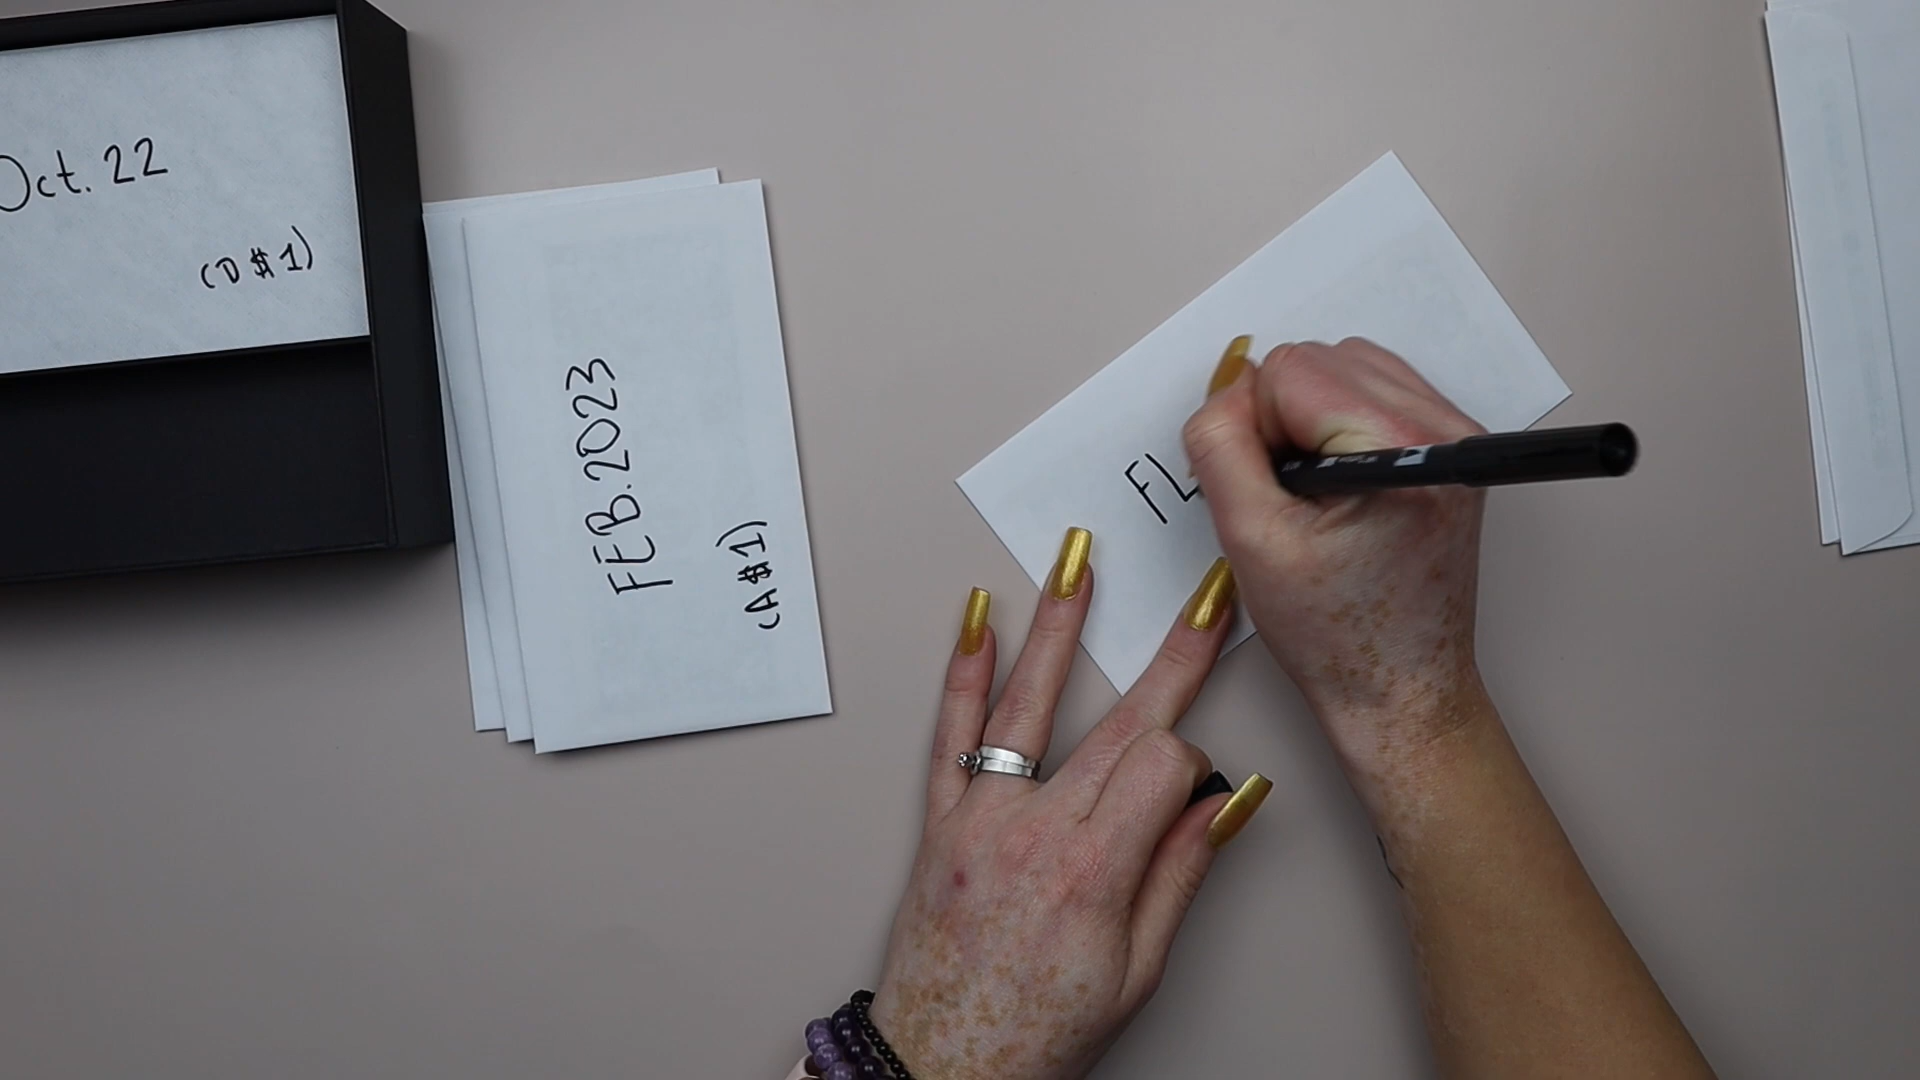 Oct. 22
(D $1)
FEB.2023
(A $1)
FL